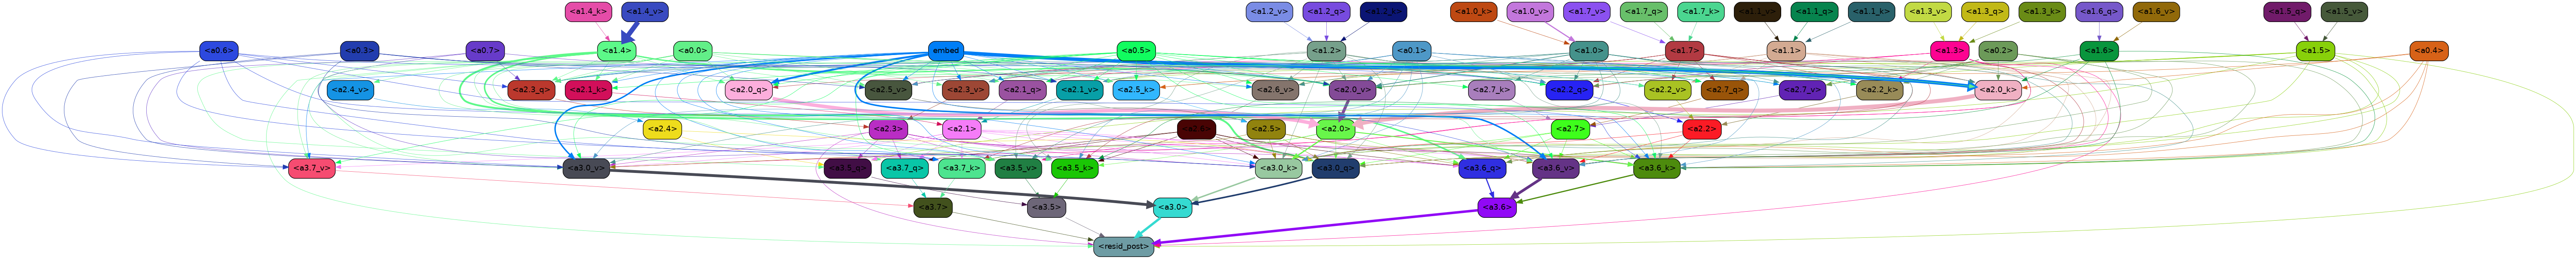 <a1.4_k> <a1.4_v> <a1.2_v> <a1.2_q> <a1.2_k> <a1.0_k> <a1.0_v> <a1.7_v> <a1.7_q> <a1.7_k> <a1.1_v> <a1.1_q> <a1.1_k> <a1.3_v> <a1.3_q> <a1.3_k> <a1.6_q> <a1.6_v> <a1.5_q> <a1.5_v>
<a0.6> <a0.3> <a0.7> <a1.4> <a0.0> embed <a0.5> <a1.2> <a0.1> <a1.0> <a1.7> <a1.1> <a1.3> <a0.2> <a1.6> <a1.5> <a0.4>
<a2.4_v> <a2.3_q> <a2.1_k> <a2.0_q> <a2.5_v> <a2.3_v> <a2.1_q> <a2.1_v> <a2.5_k> <a2.6_v> <a2.0_v> <a2.7_k> <a2.2_q> <a2.2_v> <a2.7_q> <a2.7_v> <a2.2_k> <a2.0_k>
<a2.4> <a2.3> <a2.1> <a2.6> <a2.5> <a2.0> <a2.7> <a2.2>
<a3.7_v> <a3.0_v> <a3.5_q> <a3.7_q> <a3.7_k> <a3.5_v> <a3.5_k> <a3.0_k> <a3.0_q> <a3.6_q> <a3.6_v> <a3.6_k>
<a3.7> <a3.5> <a3.0> <a3.6>
<resid_post>